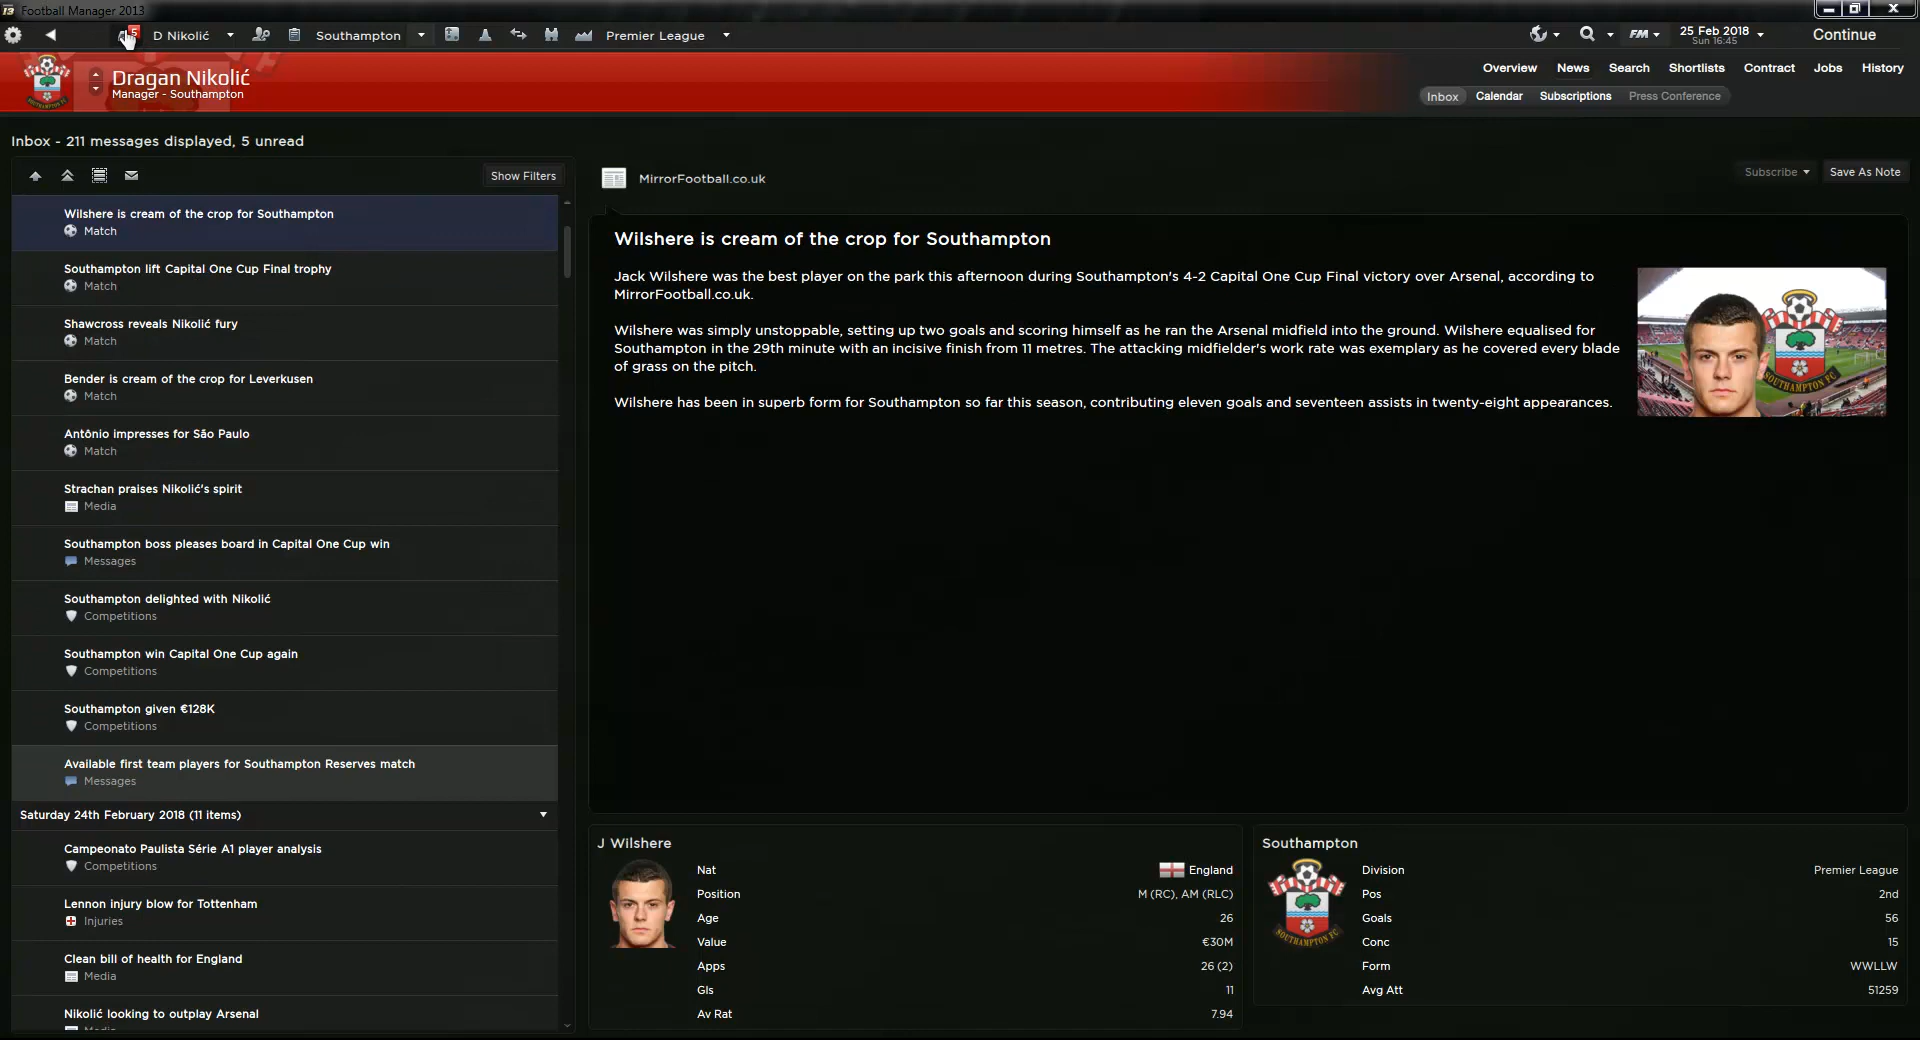 Football Manager 2013
5
D Nikolić
Southampton
Premier League
FM
25 Feb 2018
Sun 16:45
Continue
Dragan Nikolić
Manager - Southampton
Overview
News
Search
Shortlists
Contract
Jobs
History
Inbox
Calendar
Subscriptions
Press Conference
Inbox - 211 messages displayed, 5 unread
Show Filters
Wilshere is cream of the crop for Southampton
Match
Southampton lift Capital One Cup Final trophy
Match
Shawcross reveals Nikolić fury
Match
Bender is cream of the crop for Leverkusen
Match
Antônio impresses for São Paulo
Match
Strachan praises Nikolić's spirit
Media
Southampton boss pleases board in Capital One Cup win
Messages
Southampton delighted with Nikolić
Competitions
Southampton win Capital One Cup again
Competitions
Southampton given €128K
Competitions
Available first team players for Southampton Reserves match
Messages
Saturday 24th February 2018 (11 items)
Campeonato Paulista Série A1 player analysis
Competitions
Lennon injury blow for Tottenham
Injuries
Clean bill of health for England
Media
Nikolić looking to outplay Arsenal
Media
MirrorFootball.co.uk
Subscribe
Save As Note
Wilshere is cream of the crop for Southampton
Jack Wilshere was the best player on the park this afternoon during Southampton's 4-2 Capital One Cup Final victory over Arsenal, according to
MirrorFootball.co.uk.
Wilshere was simply unstoppable, setting up two goals and scoring himself as he ran the Arsenal midfield into the ground. Wilshere equalised for
Southampton in the 29th minute with an incisive finish from 11 metres. The attacking midfielder's work rate was exemplary as he covered every blade
of grass on the pitch.
Wilshere has been in superb form for Southampton so far this season, contributing eleven goals and seventeen assists in twenty-eight appearances.
SOUTHAMPTON FC
J Wilshere
Nat England
Position M (RC), AM (RLC)
Age 26
Value €30M
Apps 26 (2)
Gls 11
Av Rat 7.94
Southampton
SOUTHAMPTON FC
Division Premier League
Pos 2nd
Goals 56
Conc 15
Form WWLLW
Avg Att 51259